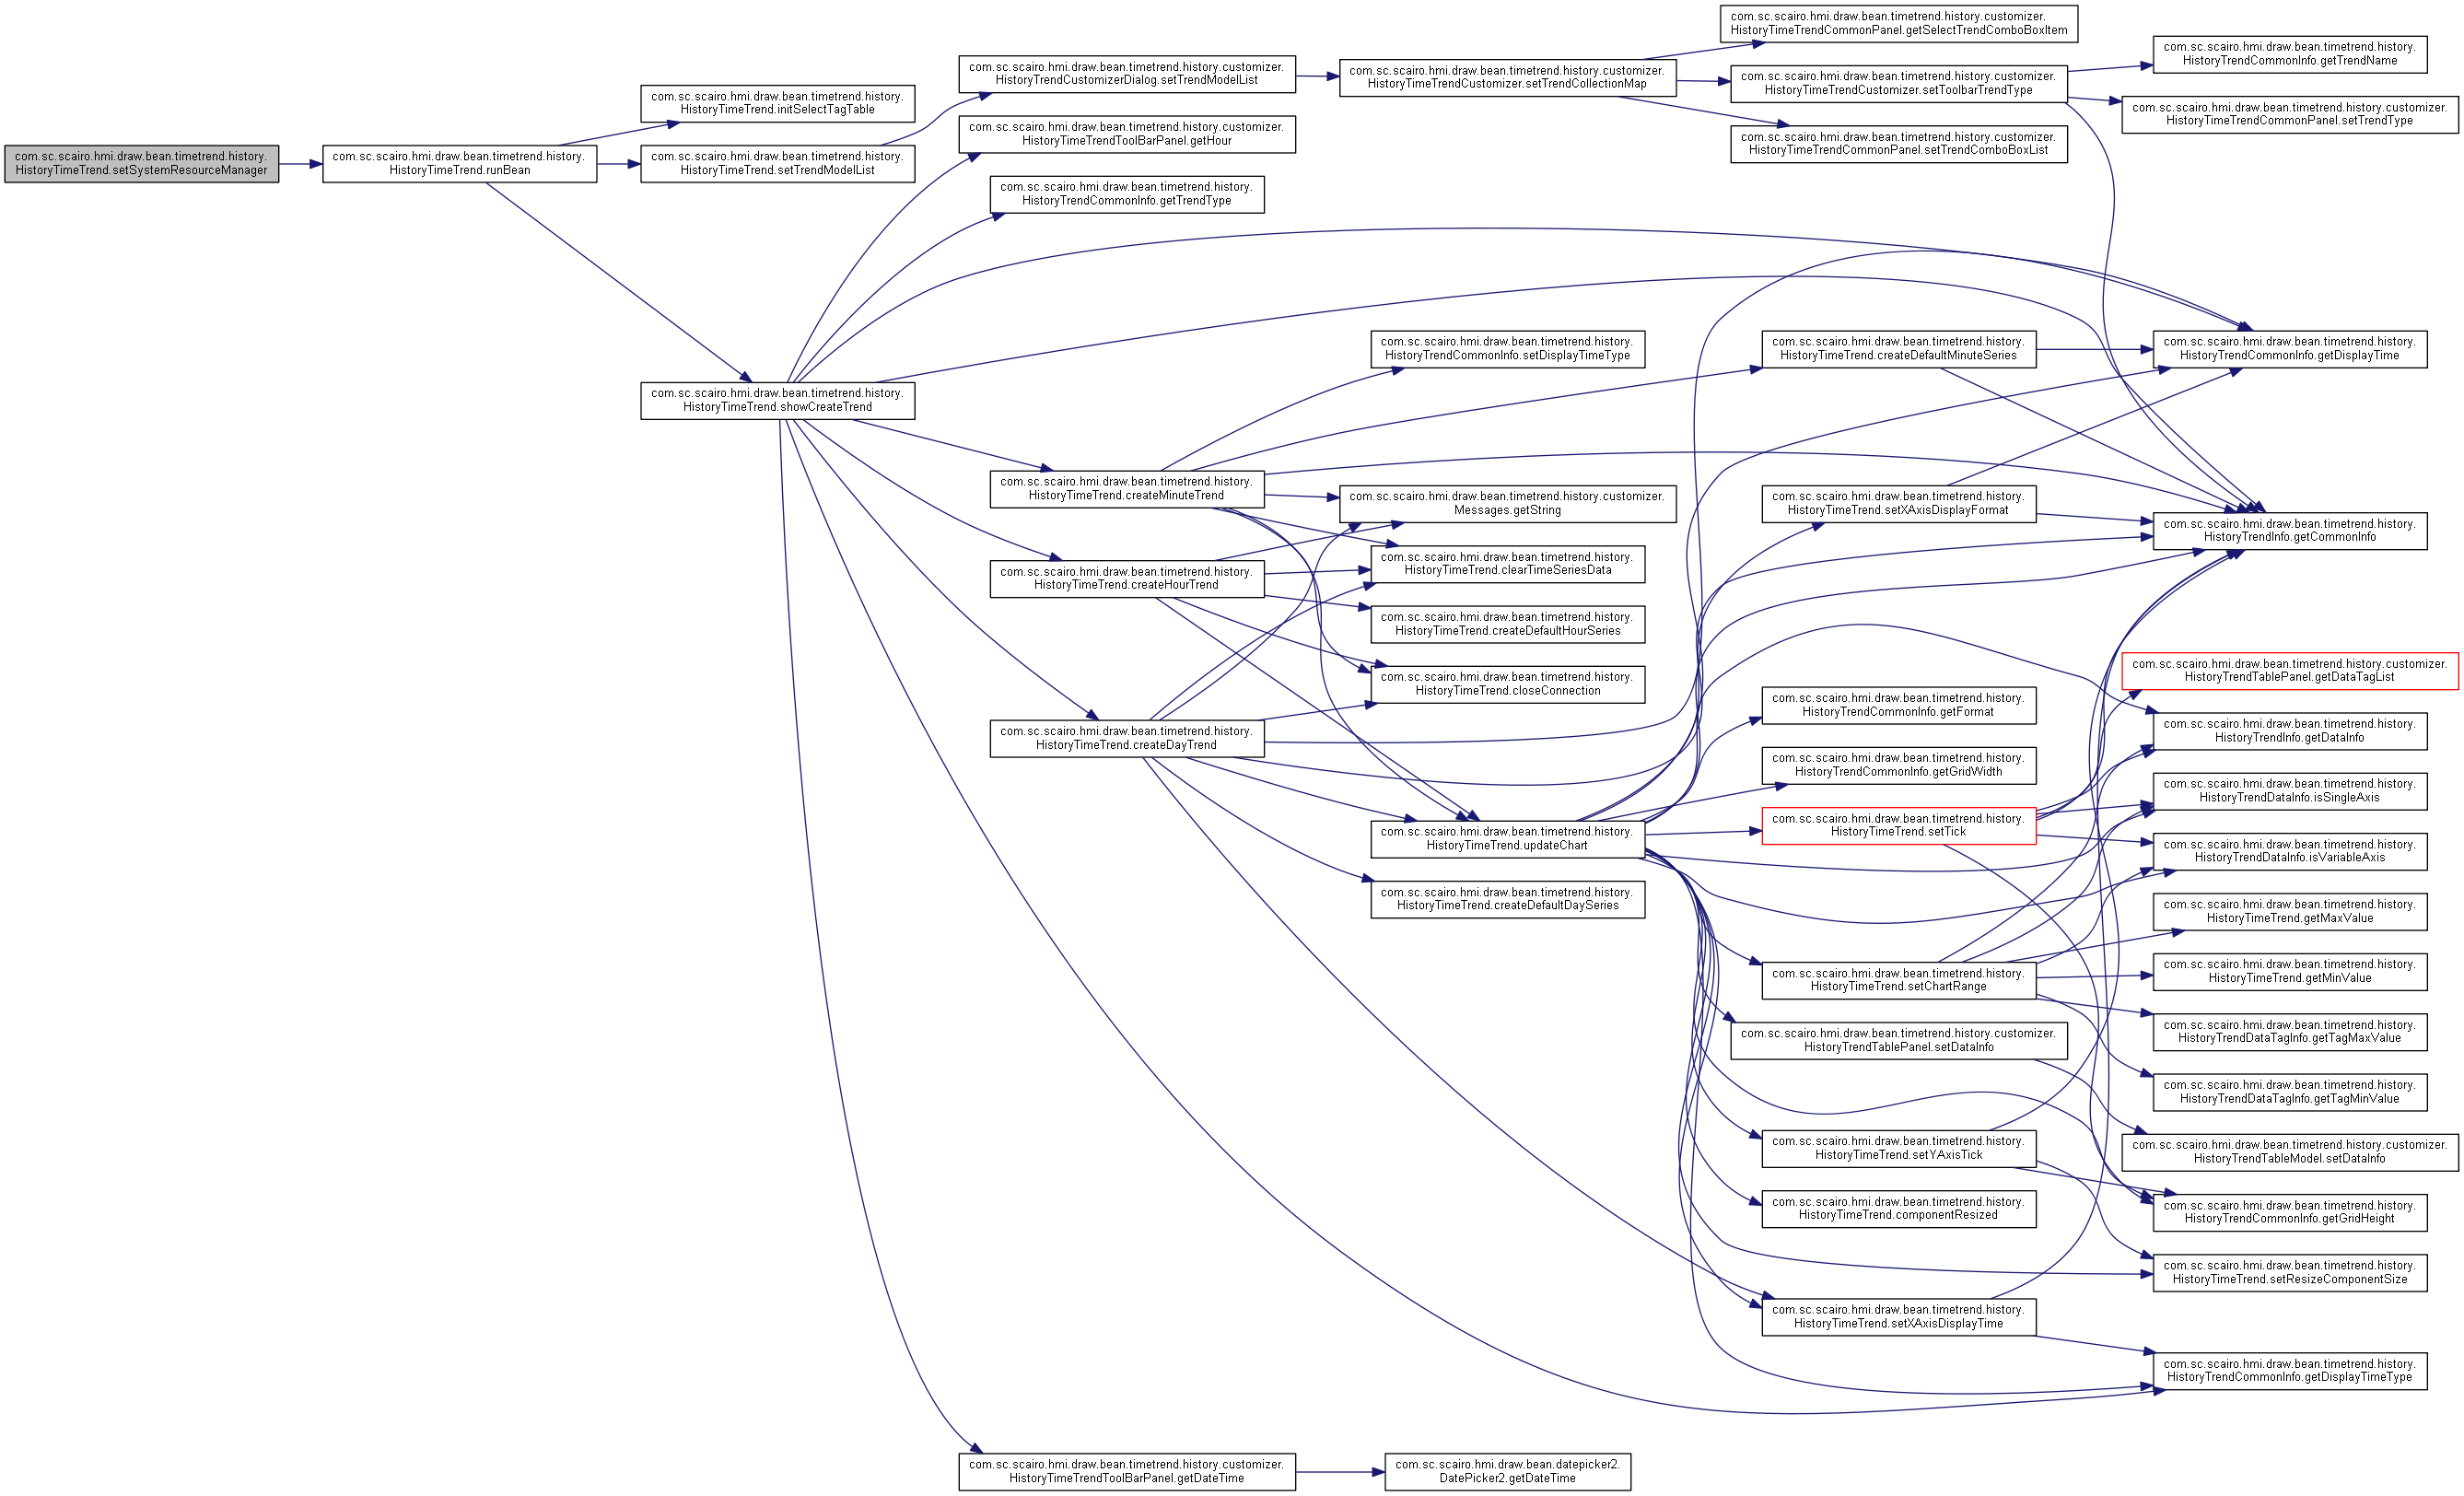 com.sc.scairo.hmi.draw.bean.timetrend.history.
HistoryTimeTrend.setSystemResourceManager
com.sc.scairo.hmi.draw.bean.timetrend.history.
HistoryTimeTrend.runBean
com.sc.scairo.hmi.draw.bean.timetrend.history.
HistoryTimeTrend.initSelectTagTable
com.sc.scairo.hmi.draw.bean.timetrend.history.
HistoryTimeTrend.setTrendModelList
com.sc.scairo.hmi.draw.bean.timetrend.history.
HistoryTimeTrend.showCreateTrend
com.sc.scairo.hmi.draw.bean.timetrend.history.customizer.
HistoryTrendCustomizerDialog.setTrendModelList
com.sc.scairo.hmi.draw.bean.timetrend.history.customizer.
HistoryTimeTrendToolBarPanel.getHour
com.sc.scairo.hmi.draw.bean.timetrend.history.
HistoryTrendCommonInfo.getTrendType
com.sc.scairo.hmi.draw.bean.timetrend.history.
HistoryTimeTrend.createMinuteTrend
com.sc.scairo.hmi.draw.bean.timetrend.history.
HistoryTimeTrend.createHourTrend
com.sc.scairo.hmi.draw.bean.timetrend.history.
HistoryTimeTrend.createDayTrend
com.sc.scairo.hmi.draw.bean.timetrend.history.customizer.
HistoryTimeTrendToolBarPanel.getDateTime
com.sc.scairo.hmi.draw.bean.timetrend.history.customizer.
HistoryTimeTrendCustomizer.setTrendCollectionMap
com.sc.scairo.hmi.draw.bean.timetrend.history.
HistoryTrendCommonInfo.setDisplayTimeType
com.sc.scairo.hmi.draw.bean.timetrend.history.customizer.
Messages.getString
com.sc.scairo.hmi.draw.bean.timetrend.history.
HistoryTimeTrend.clearTimeSeriesData
com.sc.scairo.hmi.draw.bean.timetrend.history.
HistoryTimeTrend.createDefaultHourSeries
com.sc.scairo.hmi.draw.bean.timetrend.history.
HistoryTimeTrend.closeConnection
com.sc.scairo.hmi.draw.bean.timetrend.history.
HistoryTimeTrend.updateChart
com.sc.scairo.hmi.draw.bean.timetrend.history.
HistoryTimeTrend.createDefaultDaySeries
com.sc.scairo.hmi.draw.bean.datepicker2.
DatePicker2.getDateTime
com.sc.scairo.hmi.draw.bean.timetrend.history.customizer.
HistoryTimeTrendCommonPanel.getSelectTrendComboBoxItem
com.sc.scairo.hmi.draw.bean.timetrend.history.customizer.
HistoryTimeTrendCustomizer.setToolbarTrendType
com.sc.scairo.hmi.draw.bean.timetrend.history.customizer.
HistoryTimeTrendCommonPanel.setTrendComboBoxList
com.sc.scairo.hmi.draw.bean.timetrend.history.
HistoryTimeTrend.createDefaultMinuteSeries
com.sc.scairo.hmi.draw.bean.timetrend.history.
HistoryTimeTrend.setXAxisDisplayFormat
com.sc.scairo.hmi.draw.bean.timetrend.history.
HistoryTrendCommonInfo.getFormat
com.sc.scairo.hmi.draw.bean.timetrend.history.
HistoryTrendCommonInfo.getGridWidth
com.sc.scairo.hmi.draw.bean.timetrend.history.
HistoryTimeTrend.setTick
com.sc.scairo.hmi.draw.bean.timetrend.history.
HistoryTimeTrend.setChartRange
com.sc.scairo.hmi.draw.bean.timetrend.history.customizer.
HistoryTrendTablePanel.setDataInfo
com.sc.scairo.hmi.draw.bean.timetrend.history.
HistoryTimeTrend.setYAxisTick
com.sc.scairo.hmi.draw.bean.timetrend.history.
HistoryTimeTrend.componentResized
com.sc.scairo.hmi.draw.bean.timetrend.history.
HistoryTimeTrend.setXAxisDisplayTime
com.sc.scairo.hmi.draw.bean.timetrend.history.
HistoryTrendCommonInfo.getTrendName
com.sc.scairo.hmi.draw.bean.timetrend.history.customizer.
HistoryTimeTrendCommonPanel.setTrendType
com.sc.scairo.hmi.draw.bean.timetrend.history.
HistoryTrendCommonInfo.getDisplayTime
com.sc.scairo.hmi.draw.bean.timetrend.history.
HistoryTrendInfo.getCommonInfo
com.sc.scairo.hmi.draw.bean.timetrend.history.customizer.
HistoryTrendTablePanel.getDataTagList
com.sc.scairo.hmi.draw.bean.timetrend.history.
HistoryTrendInfo.getDataInfo
com.sc.scairo.hmi.draw.bean.timetrend.history.
HistoryTrendDataInfo.isSingleAxis
com.sc.scairo.hmi.draw.bean.timetrend.history.
HistoryTrendDataInfo.isVariableAxis
com.sc.scairo.hmi.draw.bean.timetrend.history.
HistoryTimeTrend.getMaxValue
com.sc.scairo.hmi.draw.bean.timetrend.history.
HistoryTimeTrend.getMinValue
com.sc.scairo.hmi.draw.bean.timetrend.history.
HistoryTrendDataTagInfo.getTagMaxValue
com.sc.scairo.hmi.draw.bean.timetrend.history.
HistoryTrendDataTagInfo.getTagMinValue
com.sc.scairo.hmi.draw.bean.timetrend.history.customizer.
HistoryTrendTableModel.setDataInfo
com.sc.scairo.hmi.draw.bean.timetrend.history.
HistoryTrendCommonInfo.getGridHeight
com.sc.scairo.hmi.draw.bean.timetrend.history.
HistoryTimeTrend.setResizeComponentSize
com.sc.scairo.hmi.draw.bean.timetrend.history.
HistoryTrendCommonInfo.getDisplayTimeType